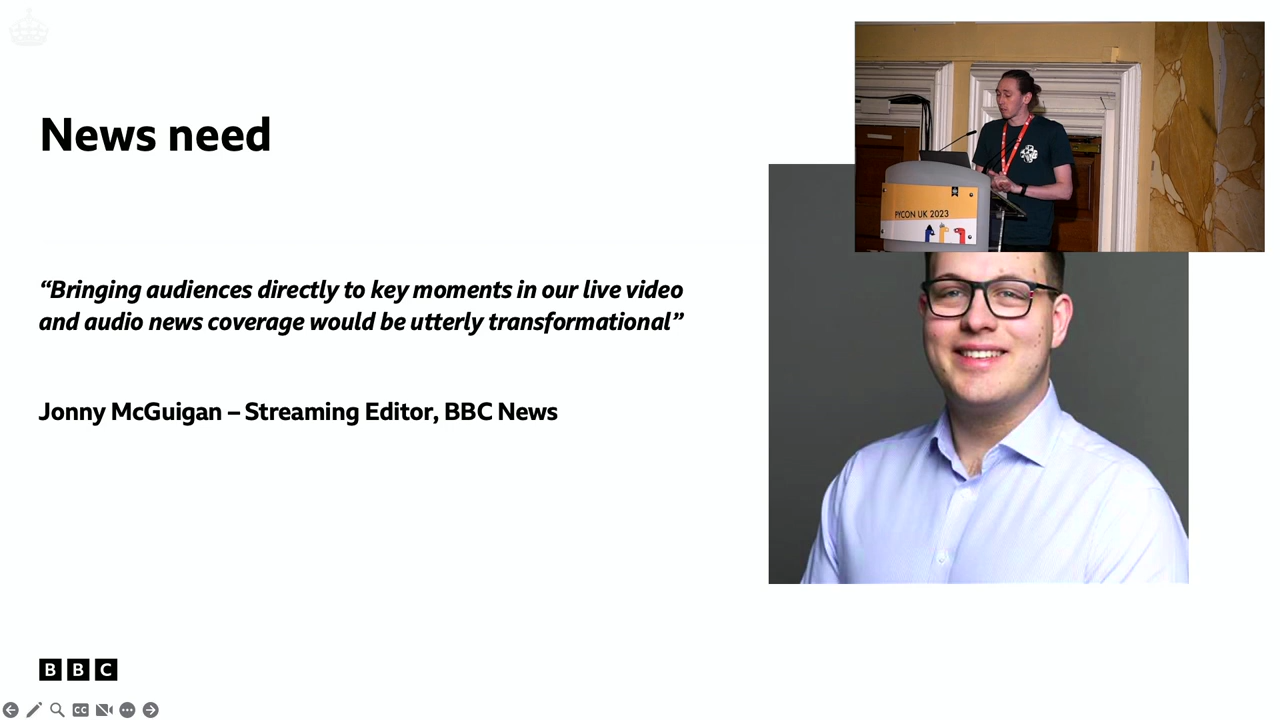 News need
“Bringing audiences directly to key moments in our live video
and audio news coverage would be utterly transformational”
Jonny McGuigan – Streaming Editor, BBC News
PYCON UK 2023
BBC
CC